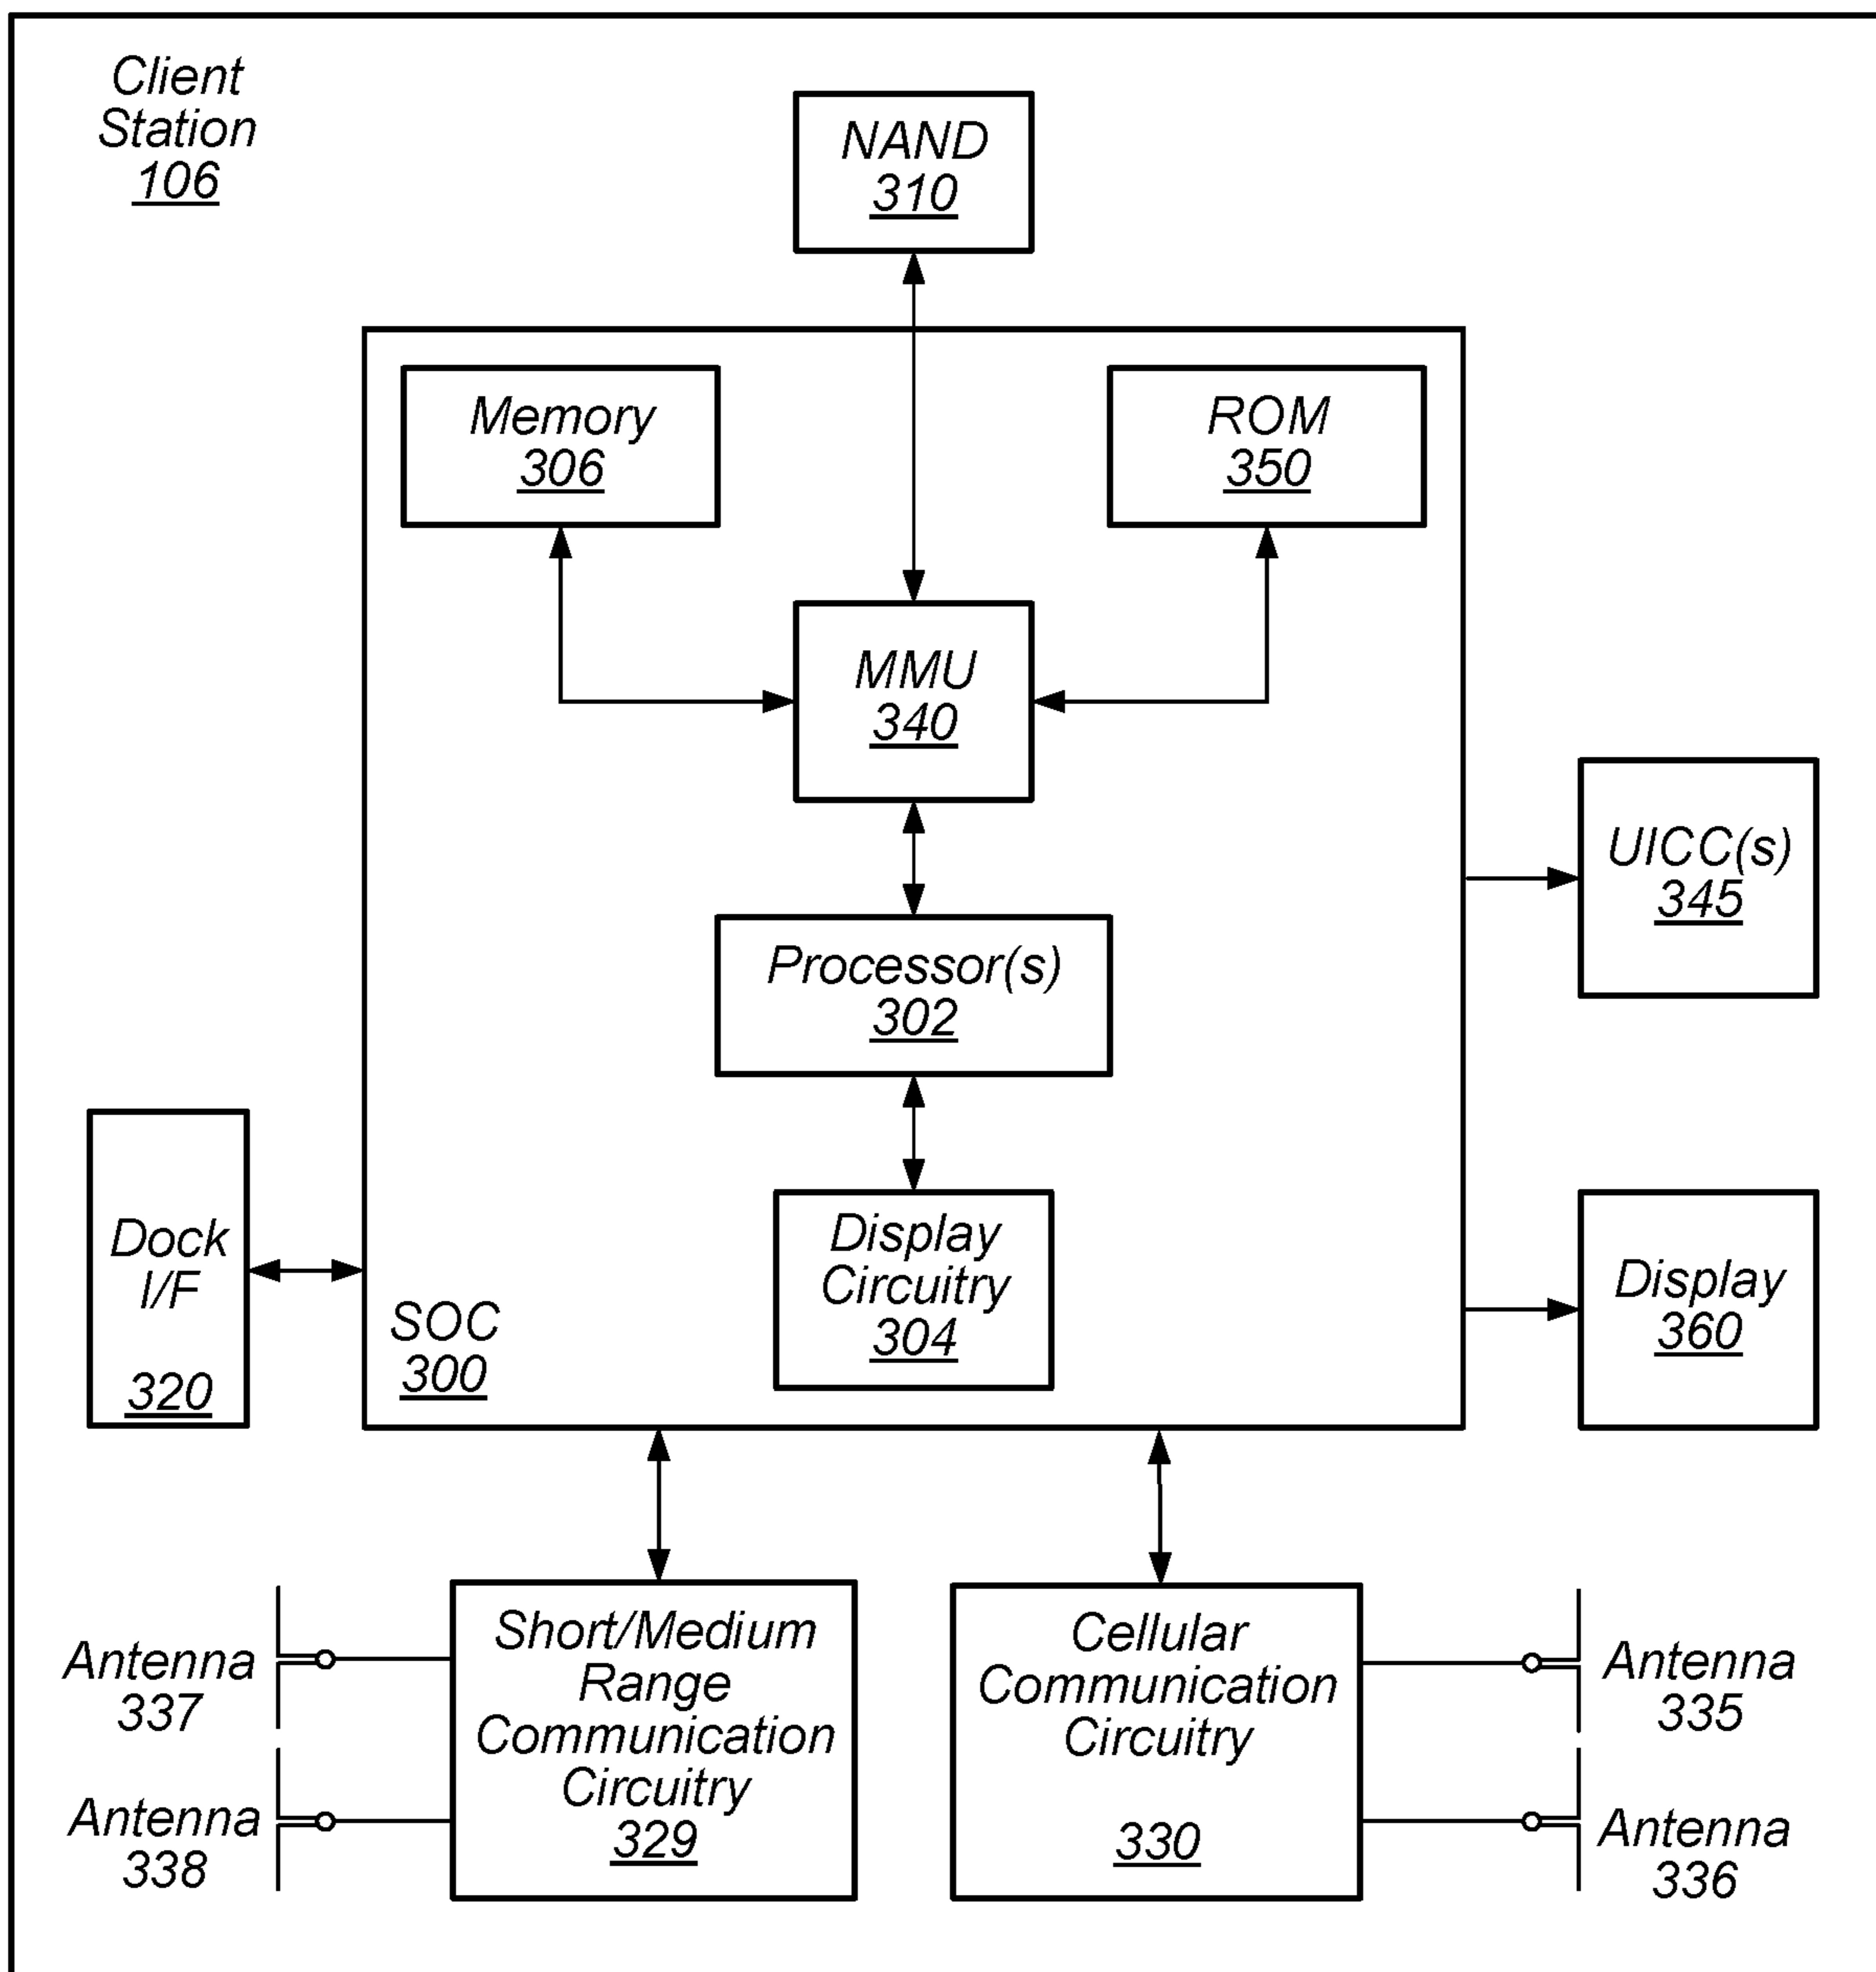 Client
Station
106
NAND
310
Memory
306
ROM
350
MMU
340
UICC(s)
345
Processor(s)
302
Dock
I/F
320
Display
Circuitry
304
SOC
300
Display
360
Antenna
337
Antenna
338
Short/Medium
Range
Communication
Circuitry
329
Cellular
Communication
Circuitry
330
Antenna
335
Antenna
336